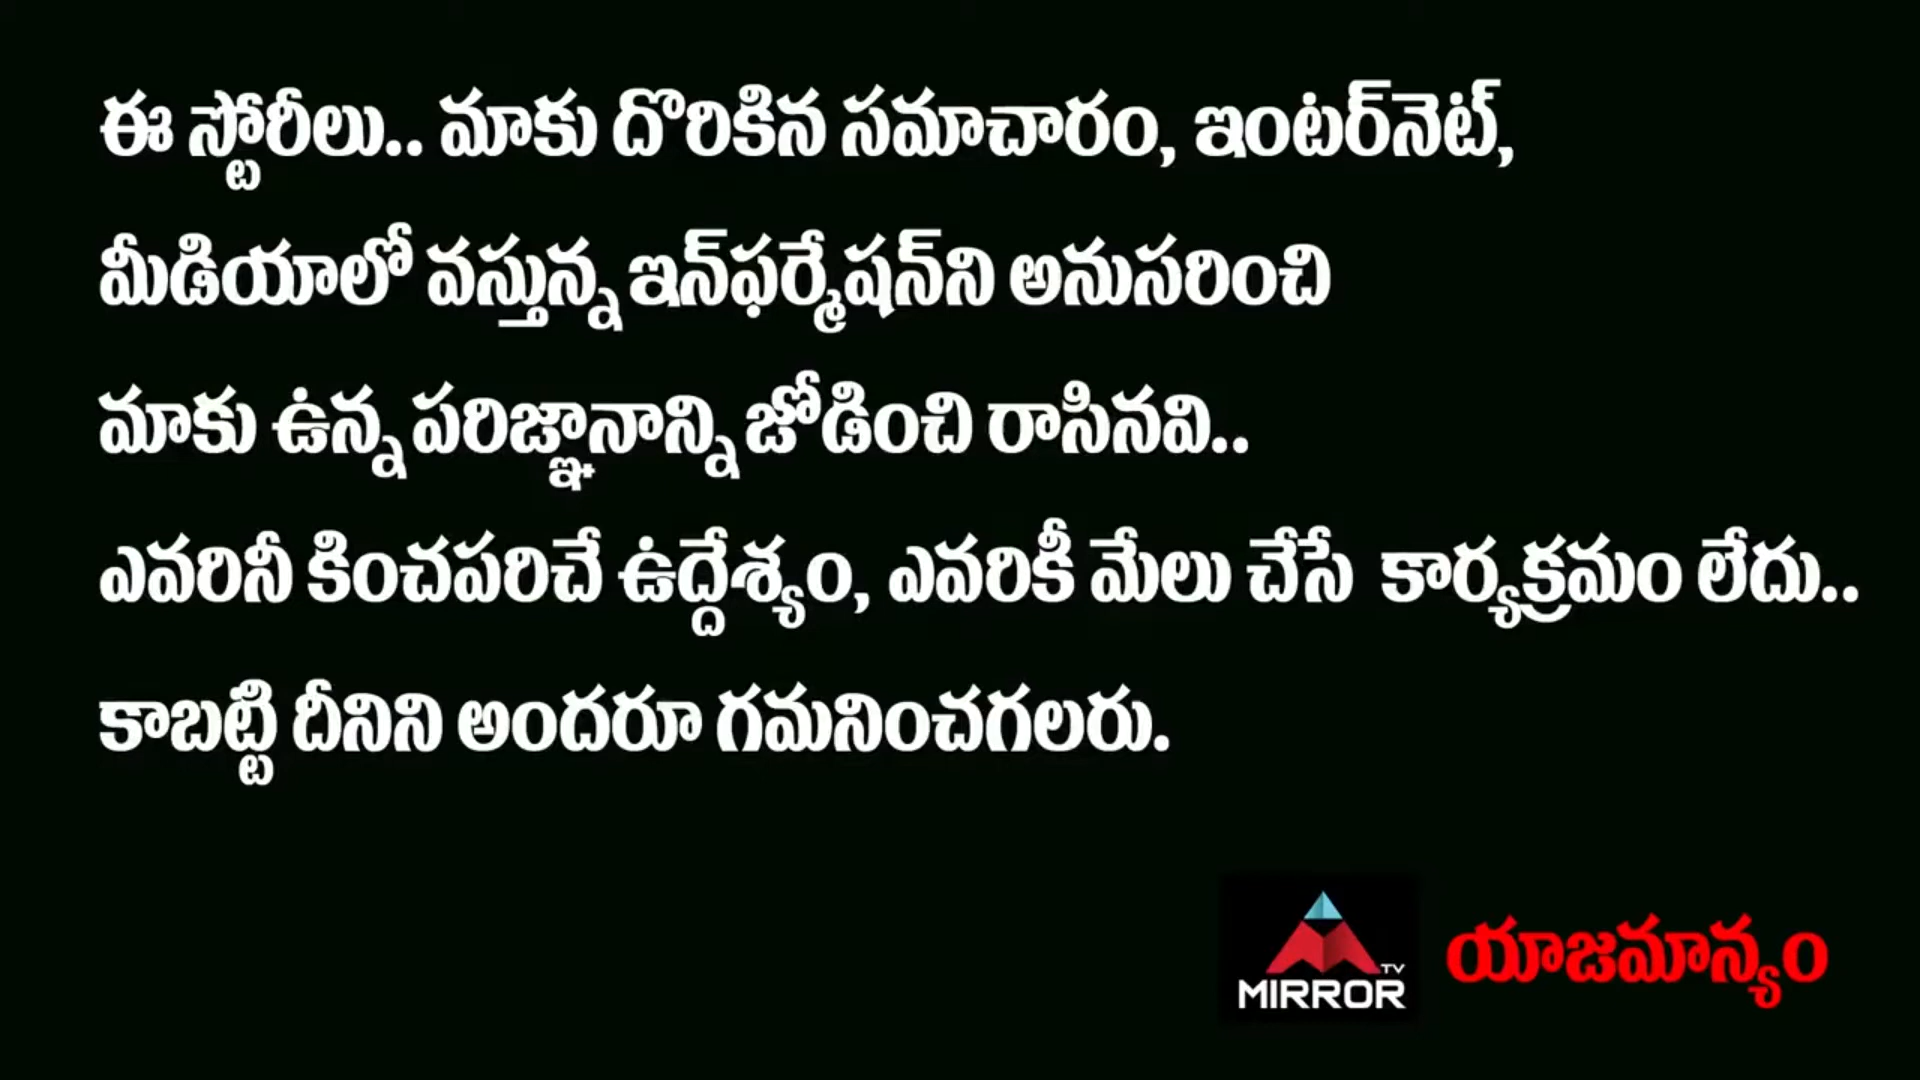 ఈ స్టోరీలు.. మాకు దొరికిన సమాచారం, ఇంటర్‌నెట్,
మీడియాలో వస్తున్న ఇన్‌ఫర్మేషన్‌ని అనుసరించి
మాకు ఉన్న పరిజ్ఞానాన్ని జోడించి రాసినవి..
ఎవరినీ కించపరిచే ఉద్దేశ్యం, ఎవరికీ మేలు చేసే కార్యక్రమం లేదు..
కాబట్టి దీనిని అందరూ గమనించగలరు.
MIRROR TV యాజమాన్యం